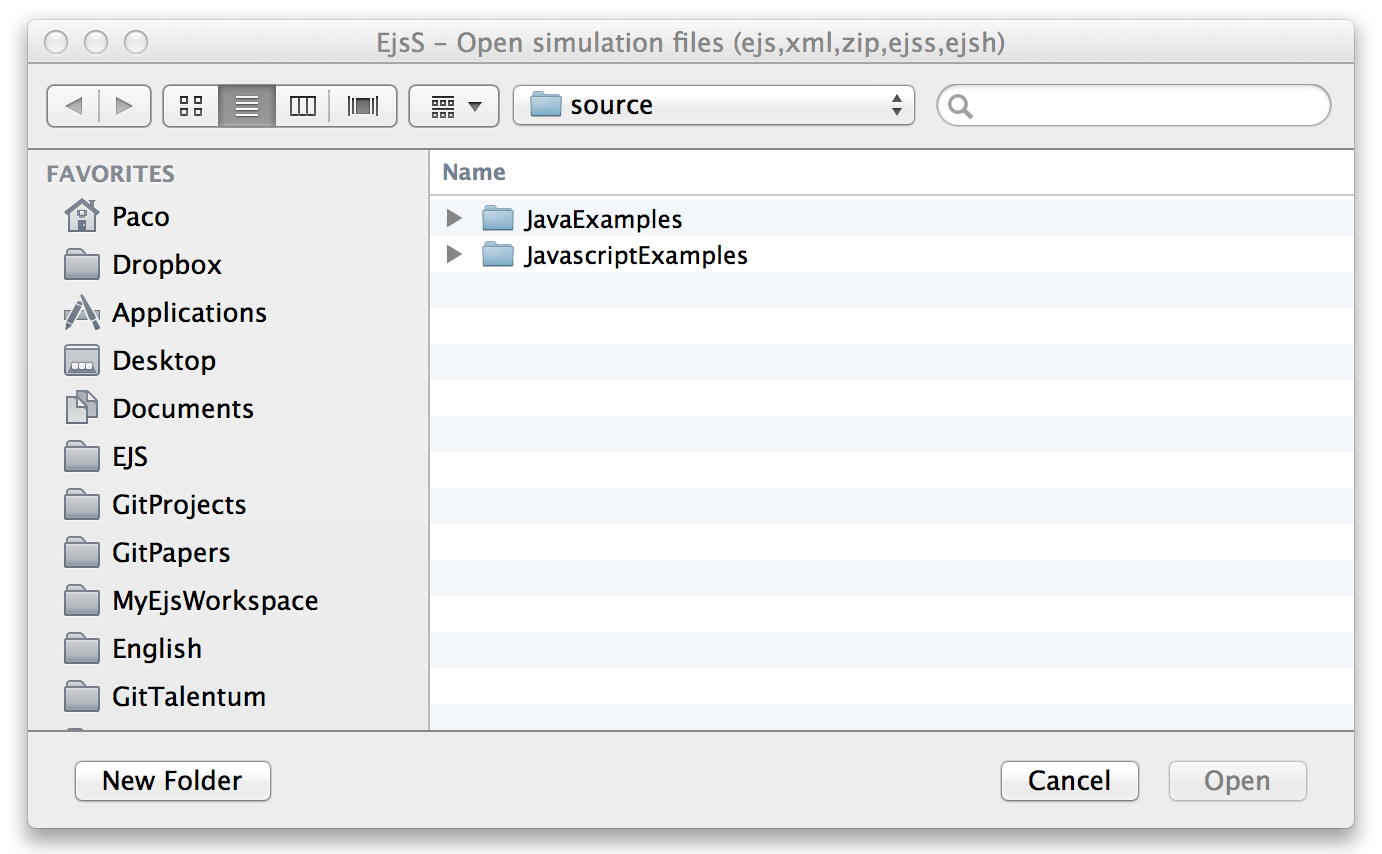 EjsS – Open simulation files (ejs,xml,zip,ejss,ejsh)
source
FAVORITES
Paco
Dropbox
Applications
Desktop
Documents
EJS
GitProjects
GitPapers
MyEjsWorkspace
English
GitTalentum
Name
JavaExamples
JavascriptExamples
New Folder
Cancel
Open